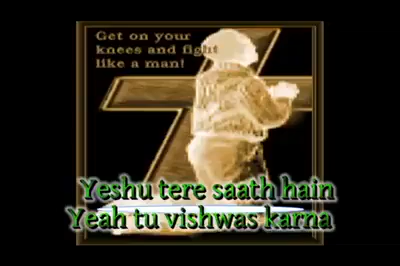 Get on your
knees and fight
like a man!
Yeshu tere saath hain
Yeah tu vishwas karna